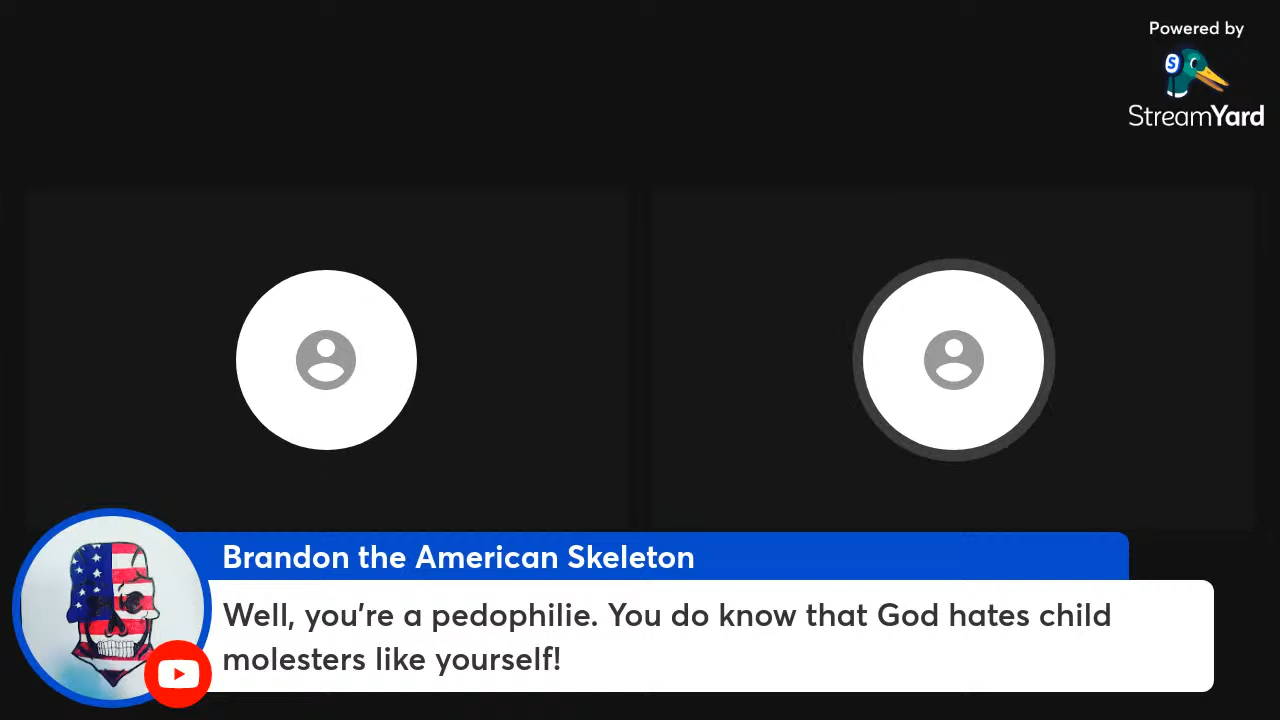 Powered by
S
StreamYard
Brandon the American Skeleton
Well, you're a pedophilie. You do know that God hates child
molesters like yourself!